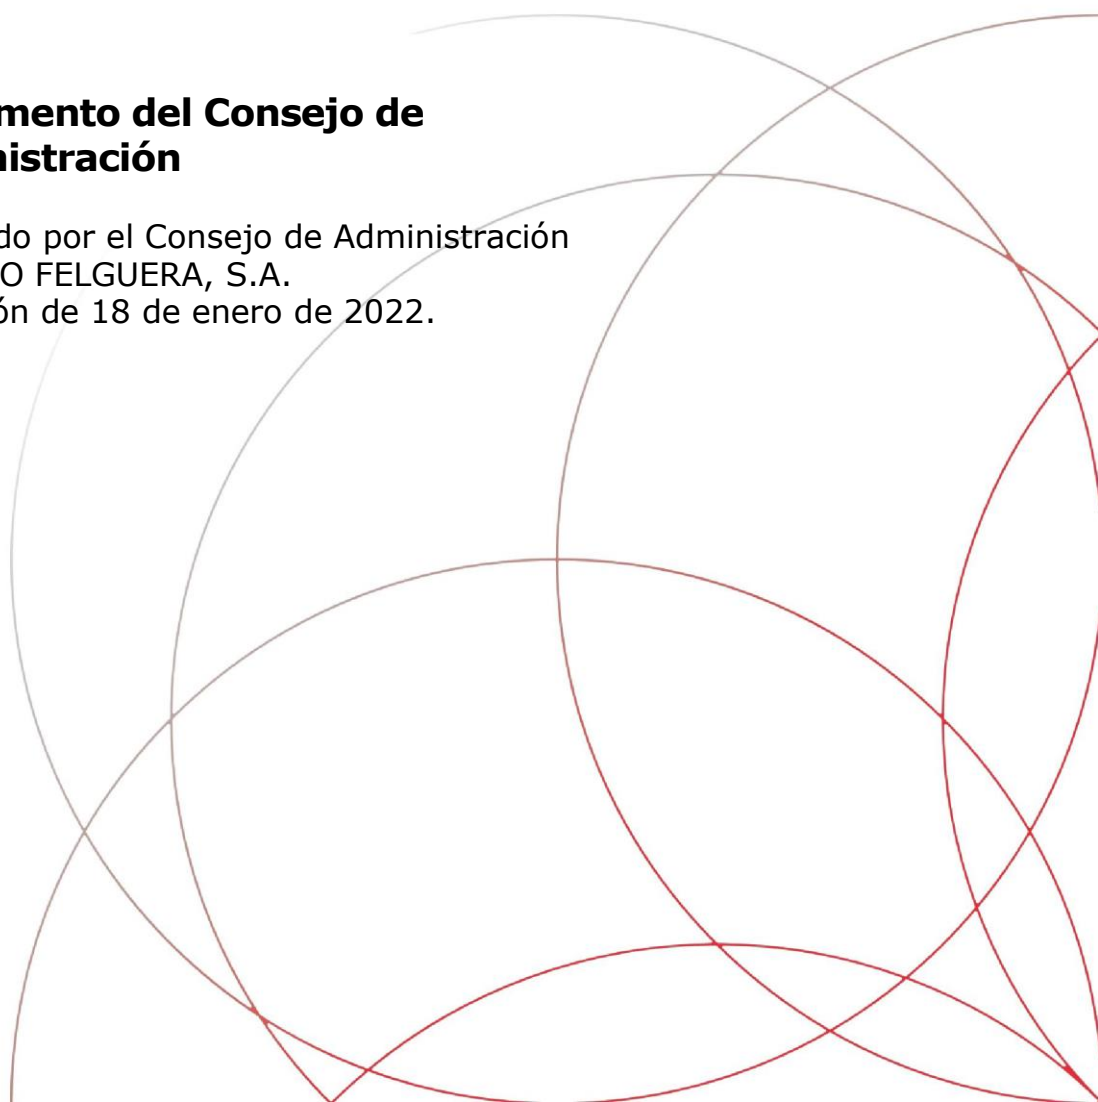 mento del Consejo de
nistración
do por el Consejo de Administración
O FELGUERA, S.A.
ón de 18 de enero de 2022.